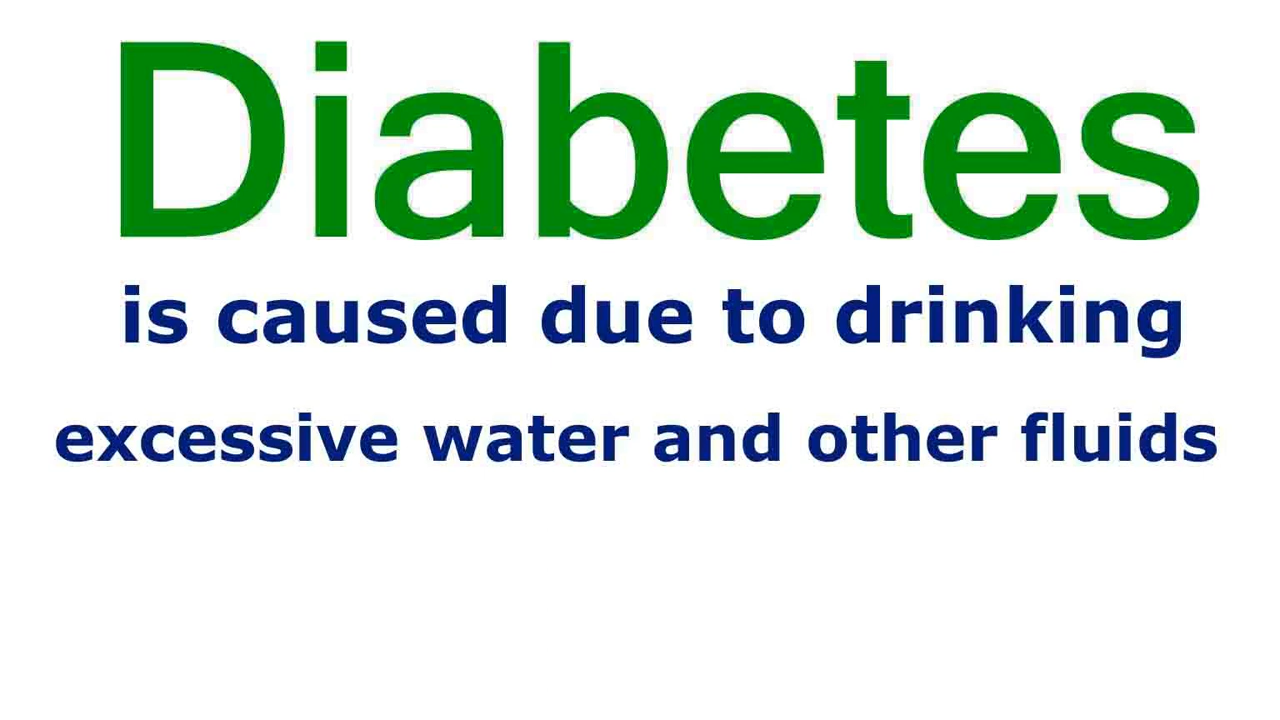 Diabetes
is caused due to drinking
excessive water and other fluids